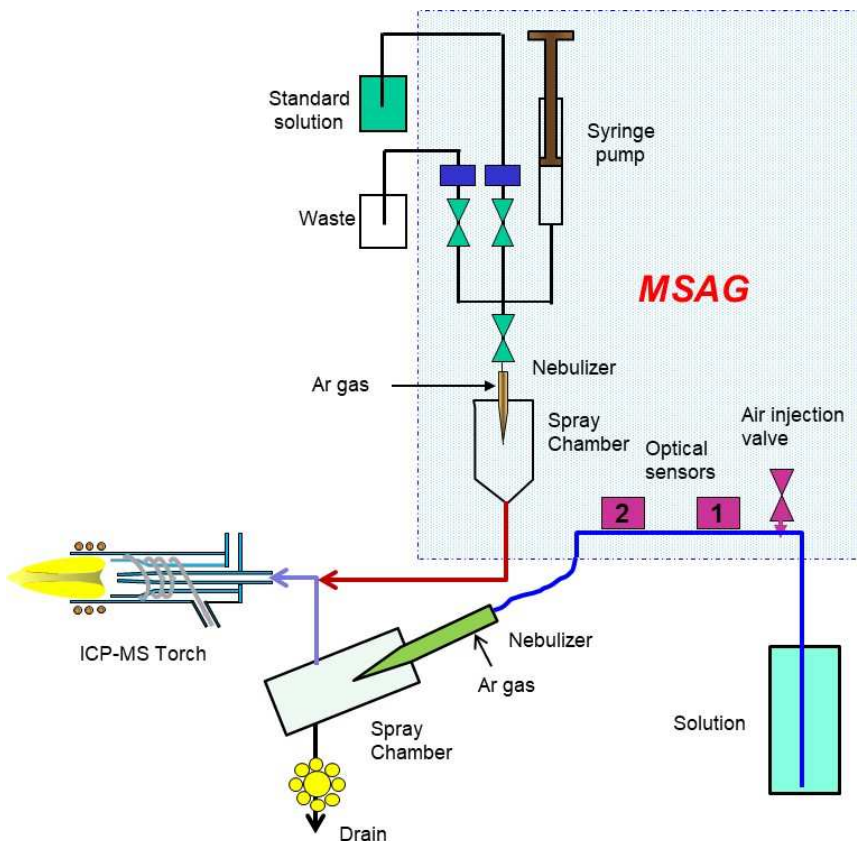 Standard
solution
Syringe
pump
Waste
MSAG
Ar gas
Nebulizer
Spray
Chamber
Air injection
valve
Optical
sensors
2
1
ICP-MS Torch
Nebulizer
Ar gas
Spray
Chamber
Solution
Drain